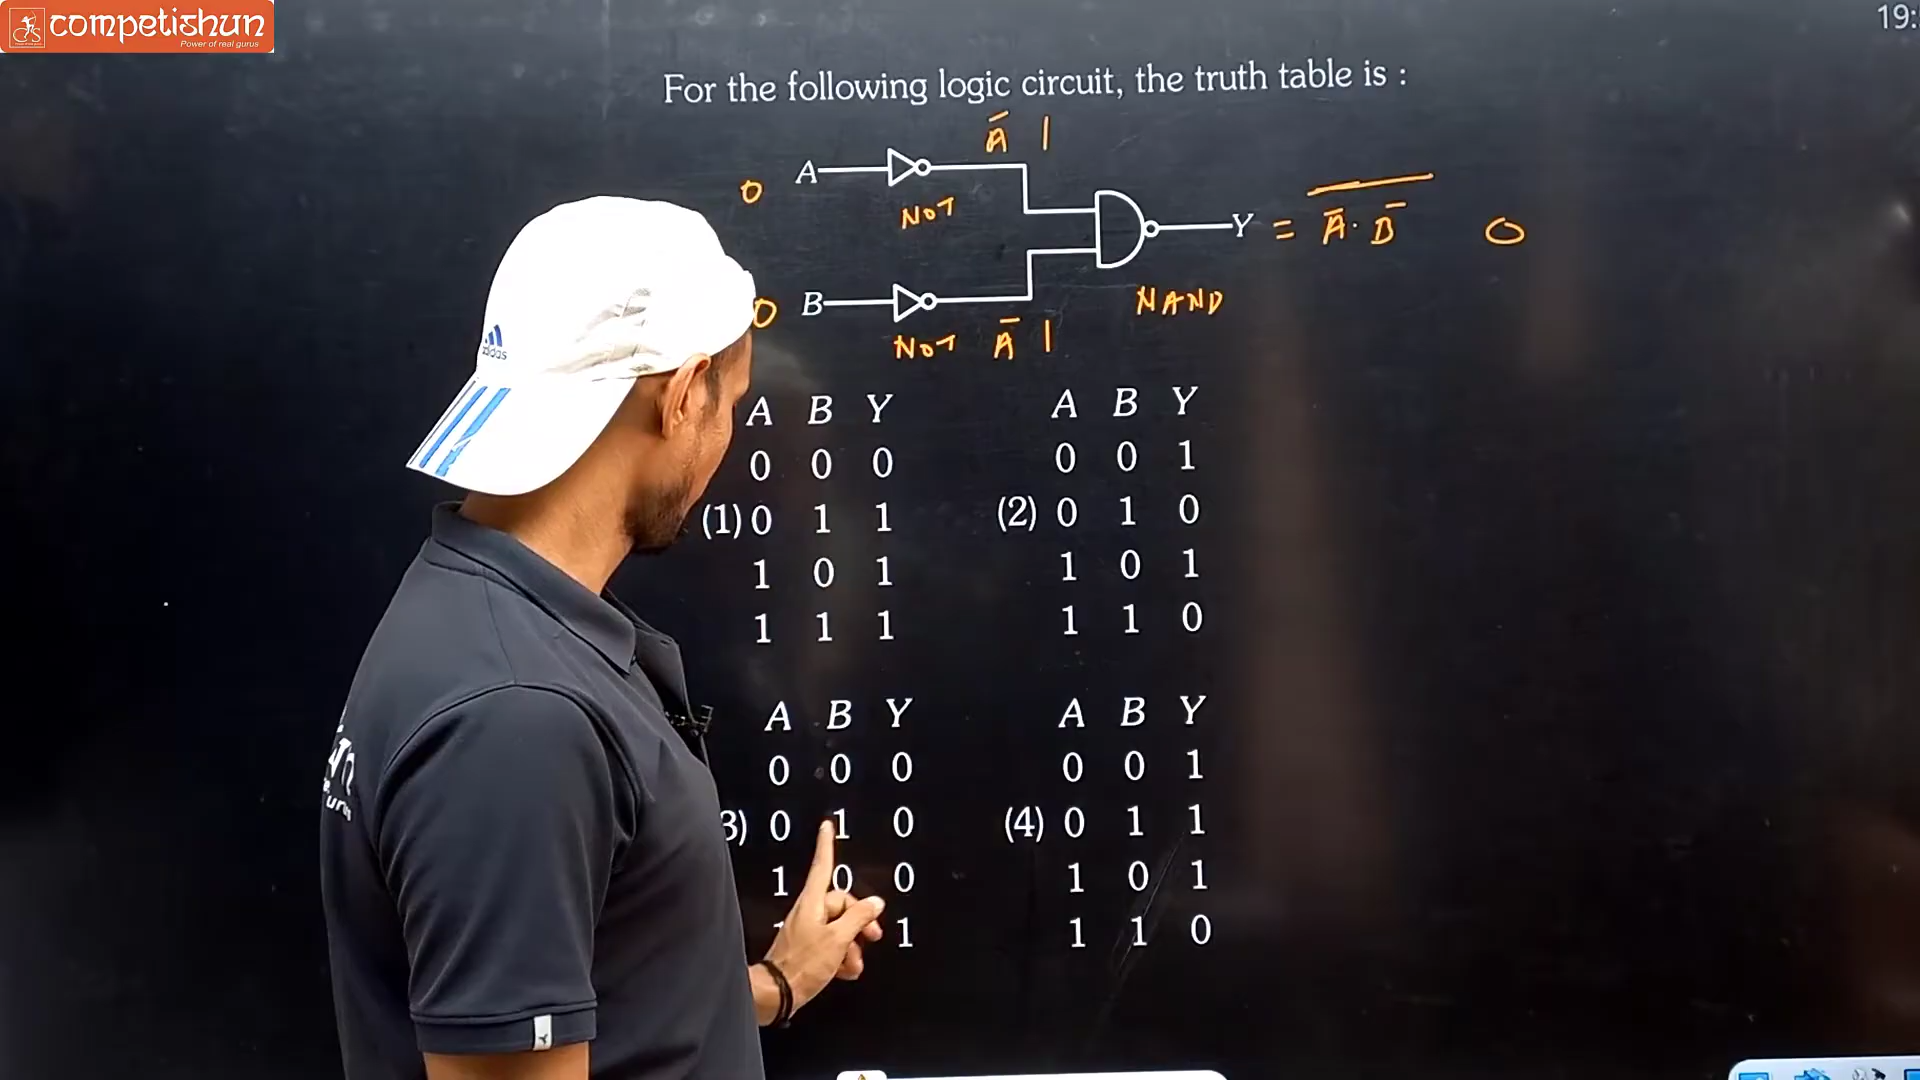 competishun
Power of real gurus
19:
For the following logic circuit, the truth table is :
Ā 1
0 A
NOT
Y = \overline{Ā · B̄} 0
0 B
NAND
NOT Ā 1
adidas
A B Y
0 0 0
(1) 0 1 1
1 0 1
1 1 1
A B Y
0 0 1
(2) 0 1 0
1 0 1
1 1 0
A B Y
0 0 0
3) 0 1 0
1 0 0
1
A B Y
0 0 1
(4) 0 1 1
1 0 1
1 1 0